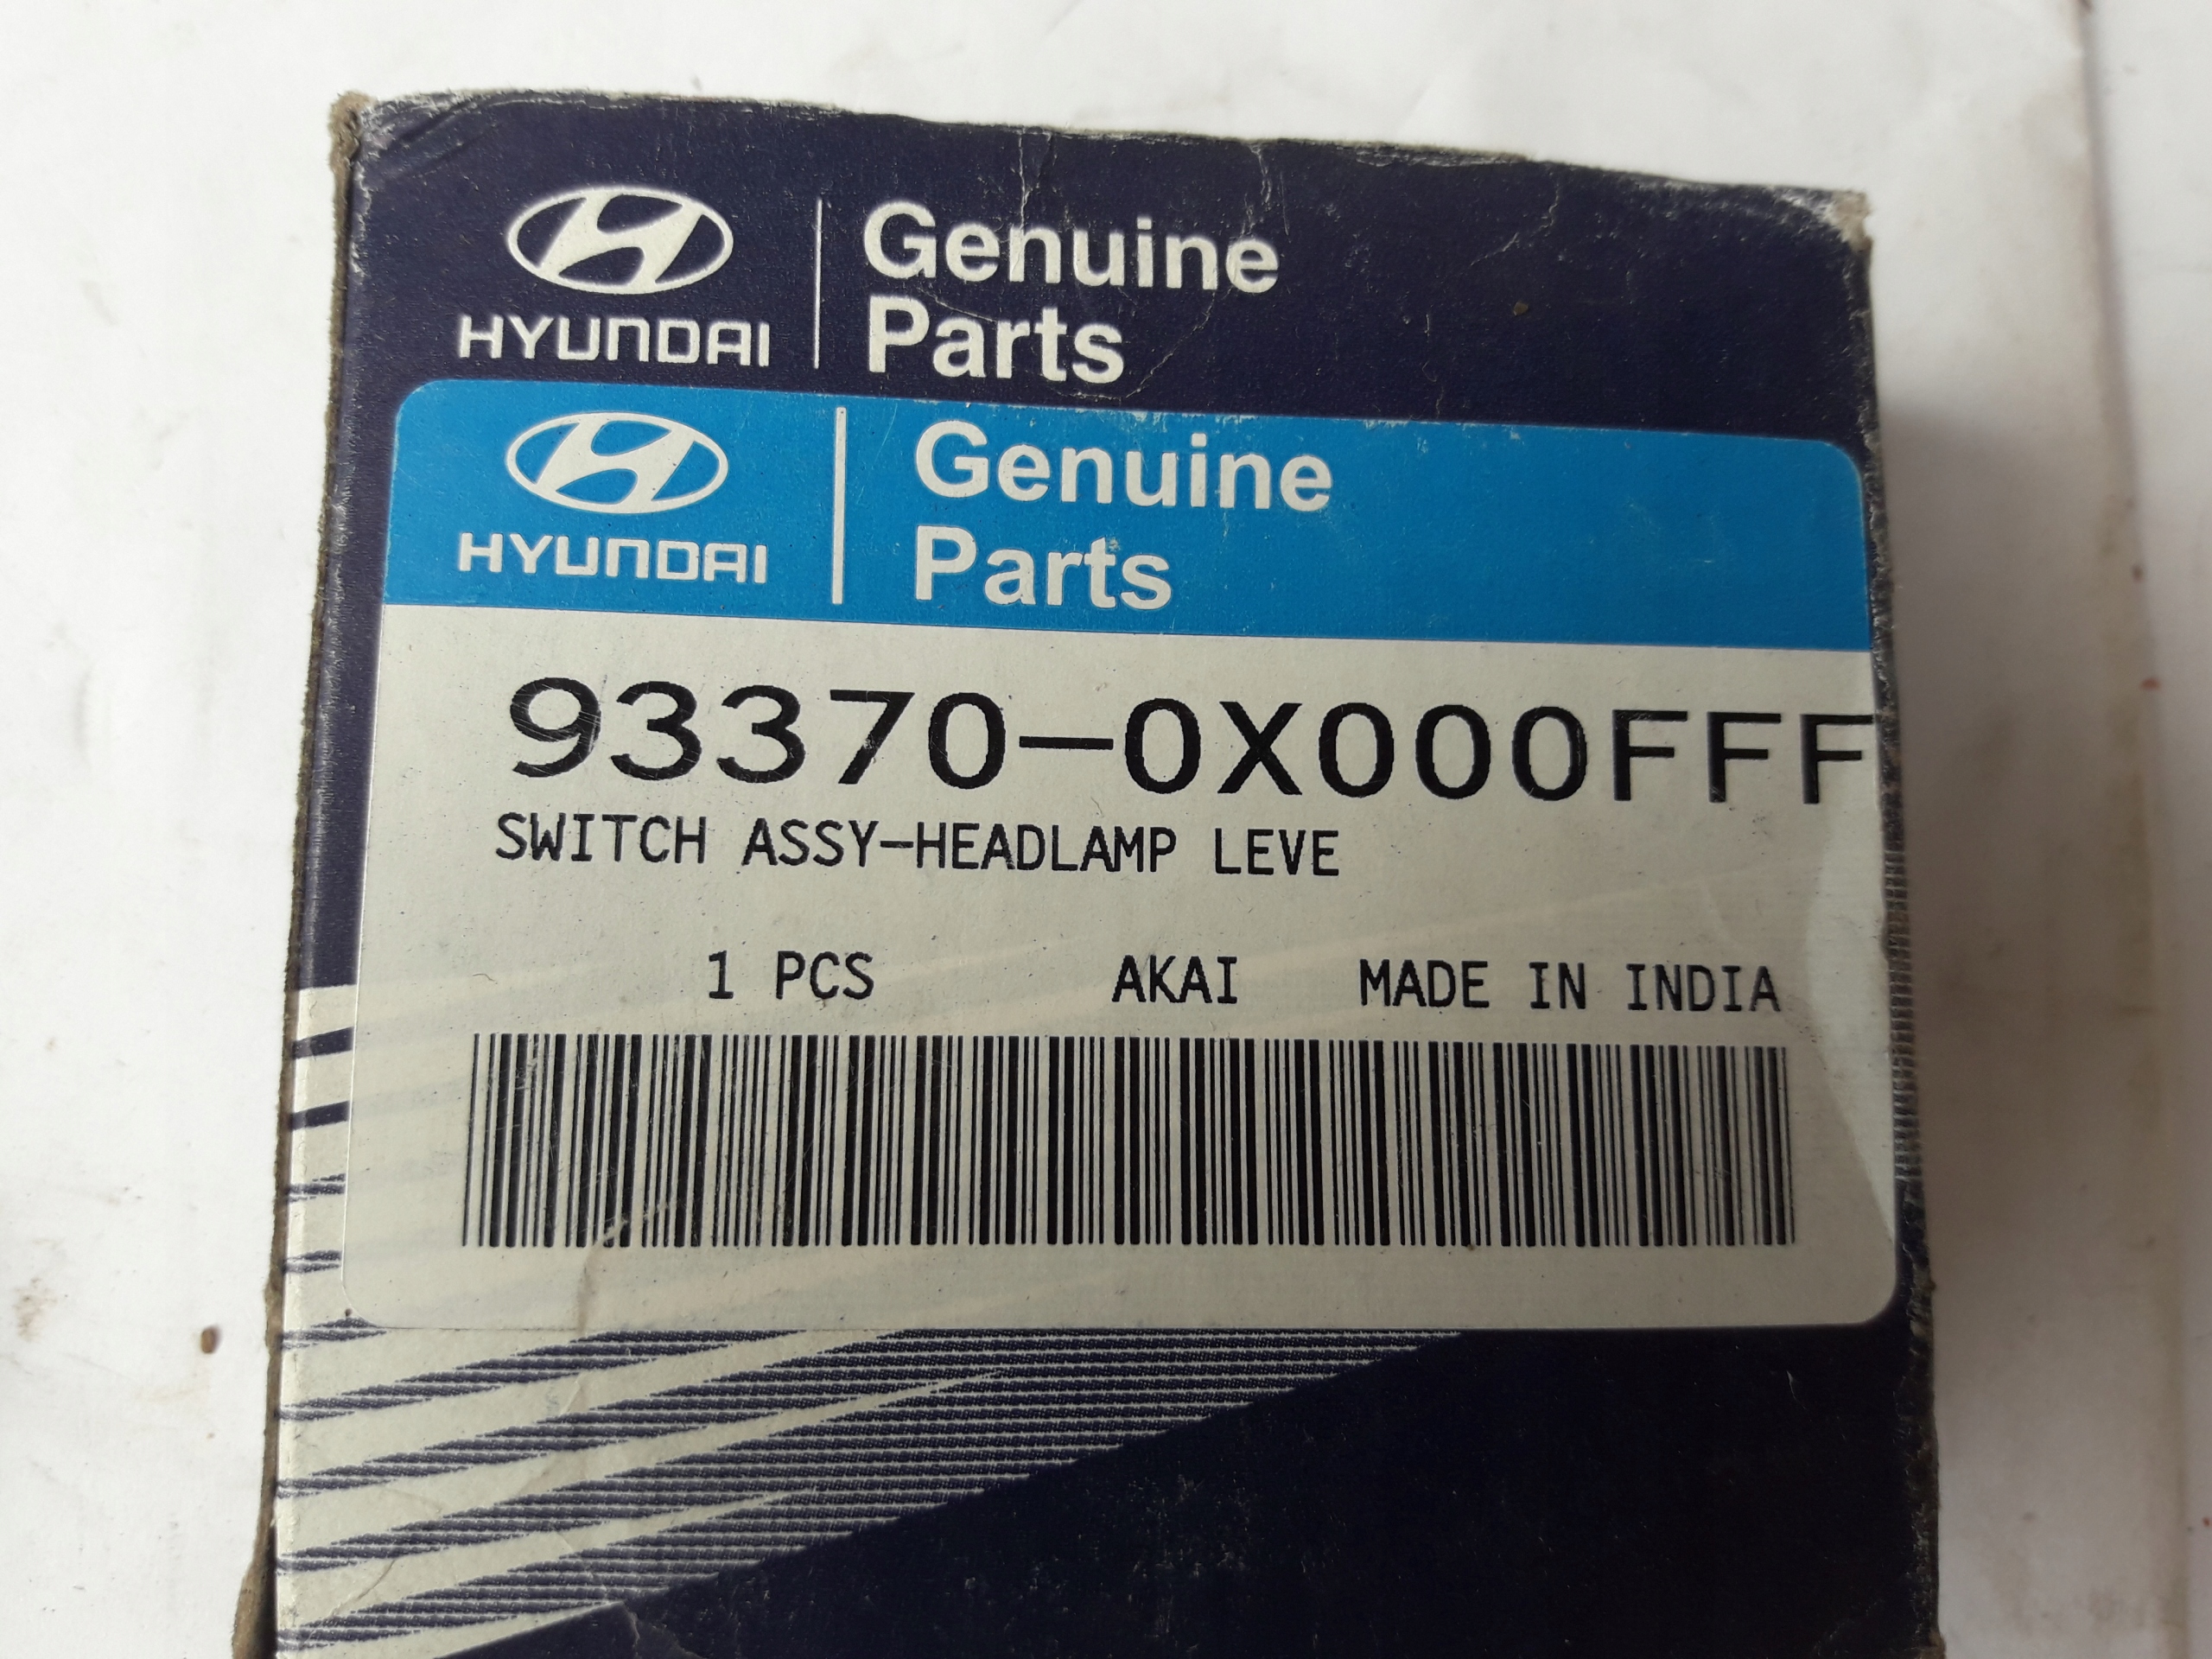 HYUNDAI
Genuine
Parts
HYUNDAI
Genuine
Parts
93370-0X000FFF
SWITCH ASSY-HEADLAMP LEVE
1 PCS AKAI MADE IN INDIA